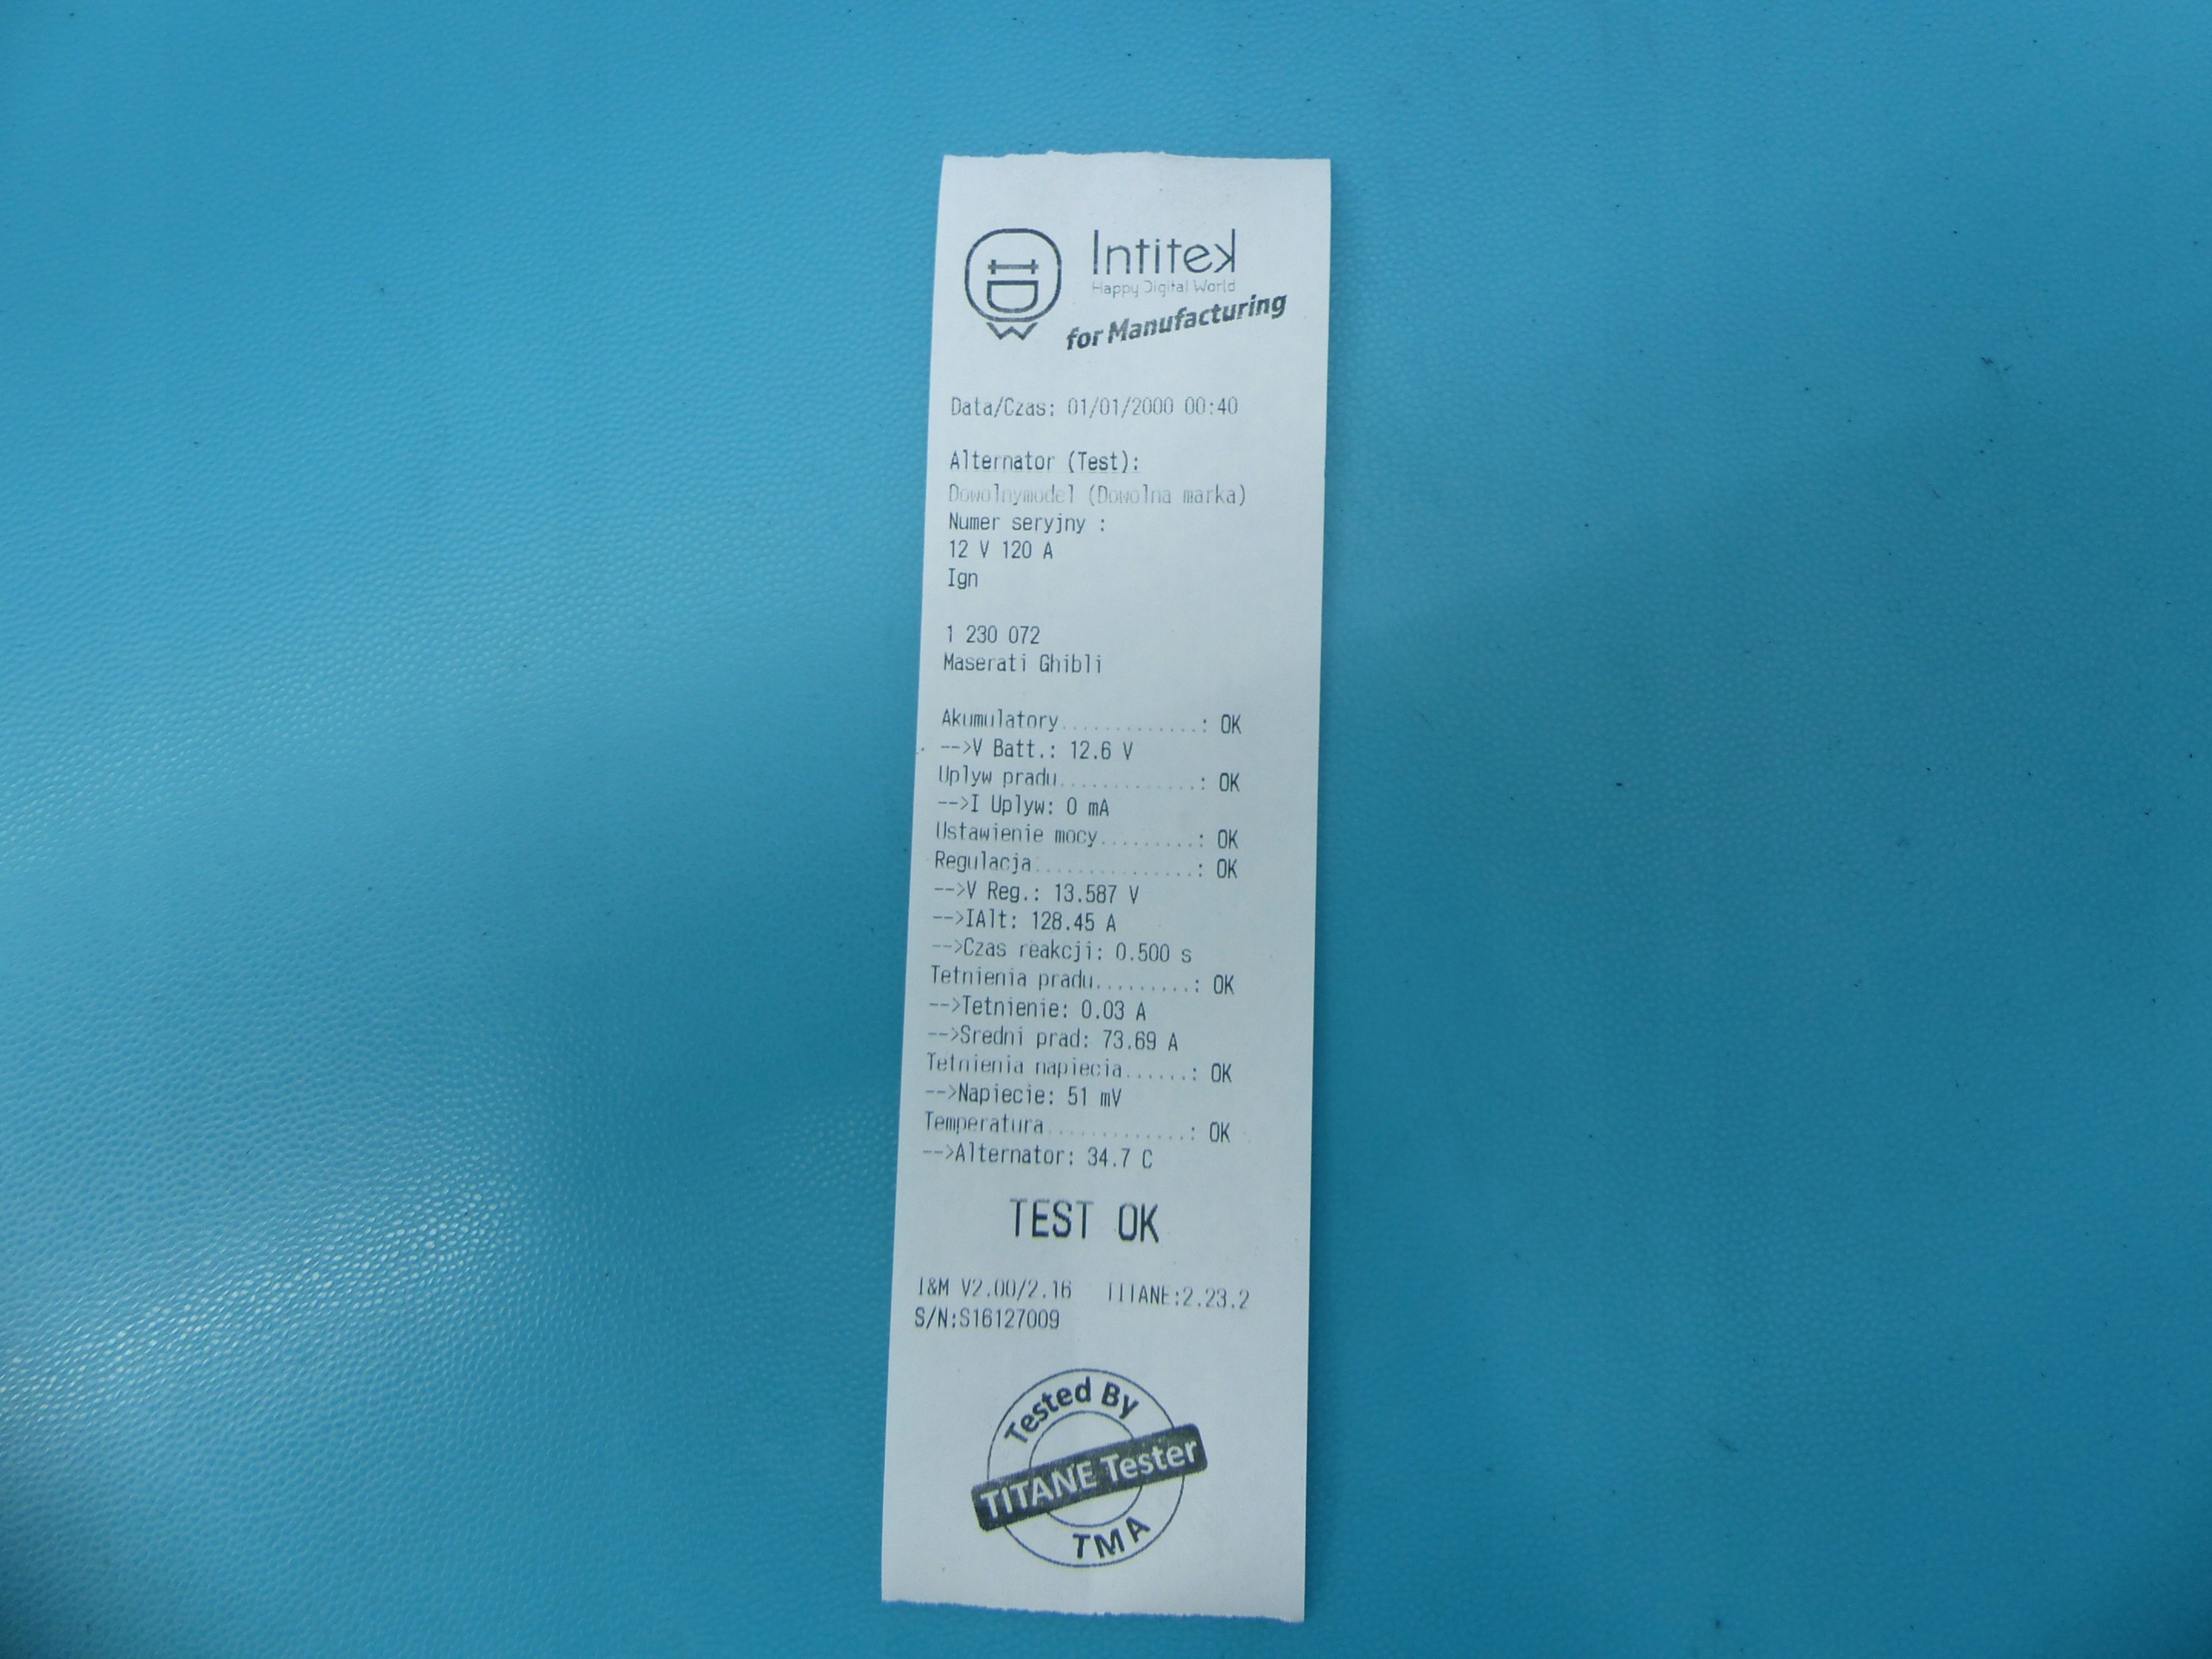 Intitek
Happy Digital World
for Manufacturing
Data/Czas: 01/01/2000 00:40
Alternator (Test):
Dowolnymodel (Dowolna marka)
Numer seryjny :
12 V 120 A
Ign
1 230 072
Maserati Ghibli
Akumulatory.............: OK
-->V Batt.: 12.6 V
Uplyw pradu.............: OK
-->I Uplyw: 0 mA
Ustawienie mocy.........: OK
Regulacja...............: OK
-->V Reg.: 13.587 V
-->IAlt: 128.45 A
-->Czas reakcji: 0.500 s
Tetnienia pradu.........: OK
-->Tetnienie: 0.03 A
-->Sredni prad: 73.69 A
Tetnienia napiecia......: OK
-->Napiecie: 51 mV
Temperatura.............: OK
-->Alternator: 34.7 C
TEST OK
I&M V2.00/2.16 TITANE:2.23.2
S/N:S16127009
Tested By
TITANE Tester
TMA